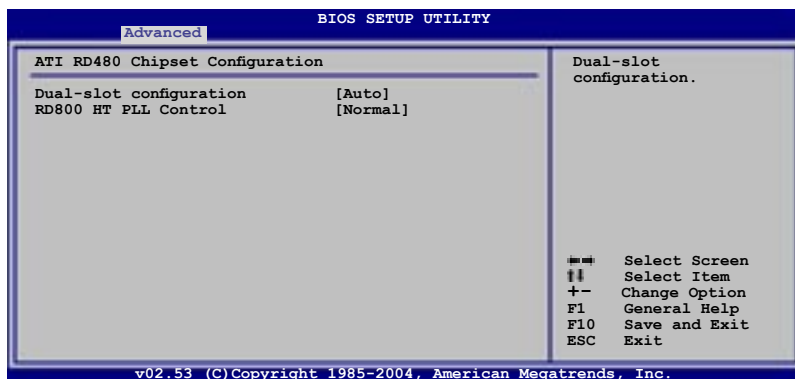 BIOS SETUP UTILITY
Advanced
ATI RD480 Chipset Configuration
Dual-slot configuration [Auto]
RD800 HT PLL Control [Normal]
Dual-slot
configuration.
Select Screen
Select Item
+- Change Option
F1 General Help
F10 Save and Exit
ESC Exit
v02.53 (C)Copyright 1985-2004, American Megatrends, Inc.